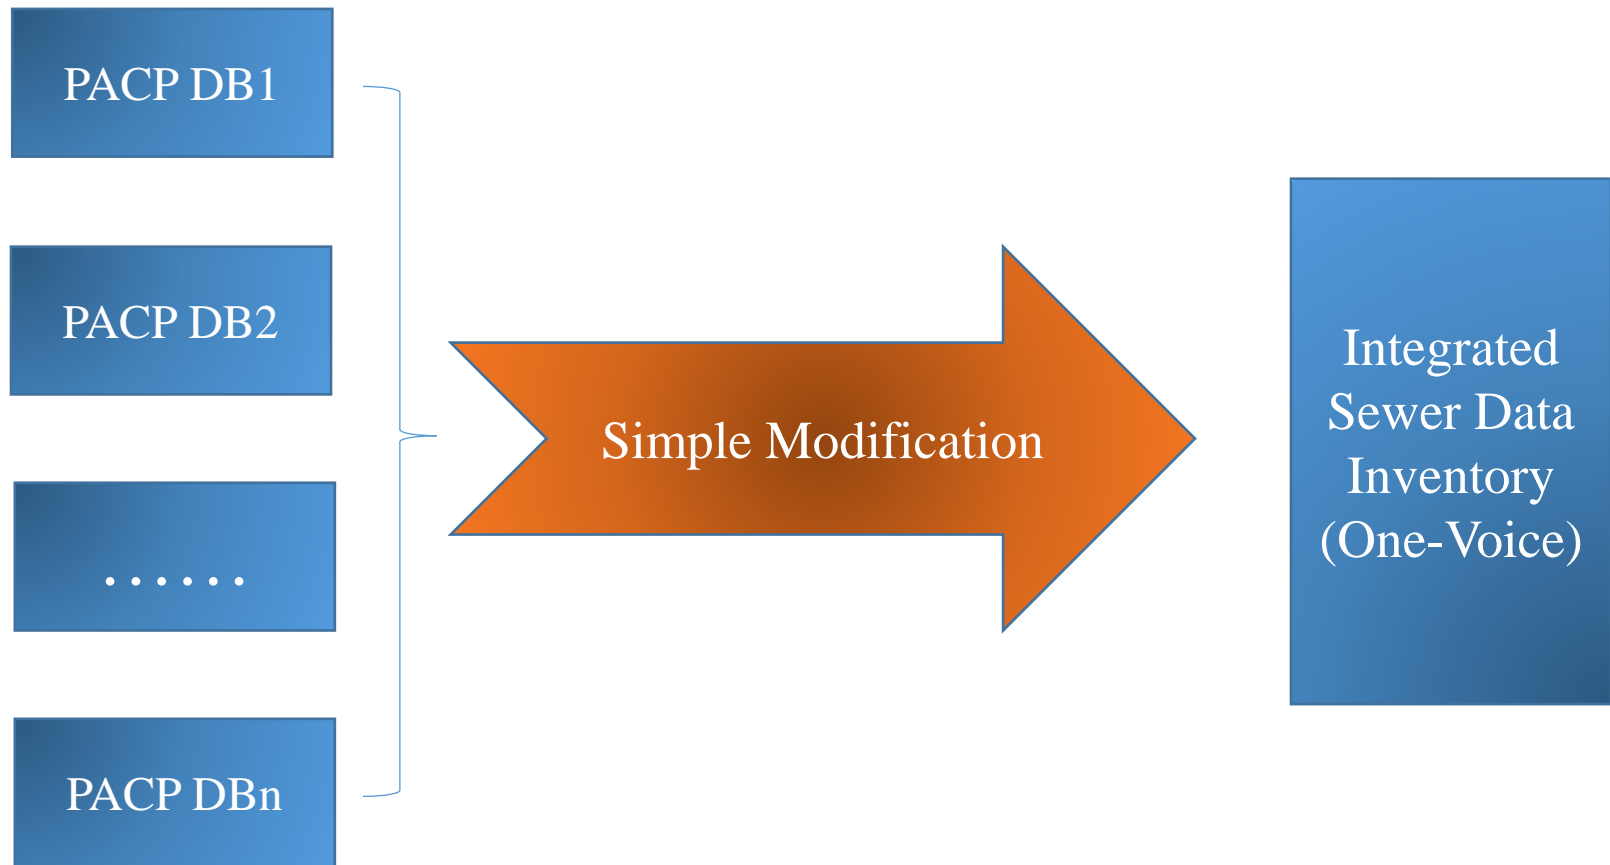 PACP DB1
PACP DB2
......
PACP DBn
Simple Modification
Integrated
Sewer Data
Inventory
(One-Voice)